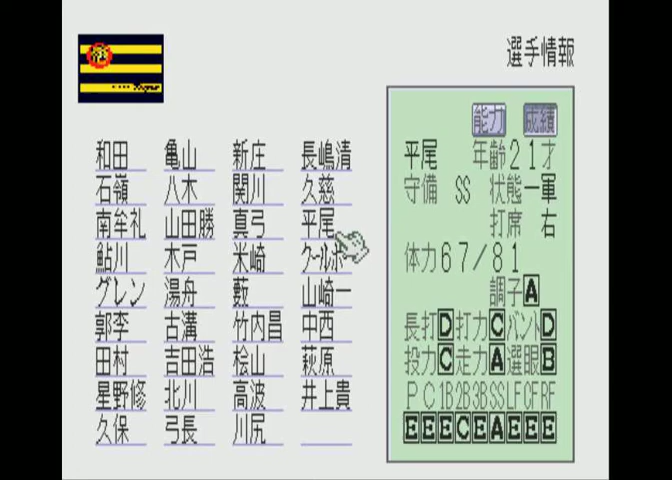 選手情報
和田 亀山 新庄 長嶋清
石嶺 八木 関川 久慈
南牟礼 山田勝 真弓 平尾
鮎川 木戸 米崎 クールボ
グレン 湯舟 藪 山崎一
郭李 古溝 竹内昌 中西
田村 吉田浩 桧山 萩原
星野修 北川 高波 井上貴
久保 弓長 川尻
能力 成績
平尾 年齢21才
守備 SS 状態一軍
打席 右
体力67/81
調子A
長打D打力CバントD
投力C走力A選眼B
P C 1B 2B 3B SS LF CF RF
E E E C E A E E E